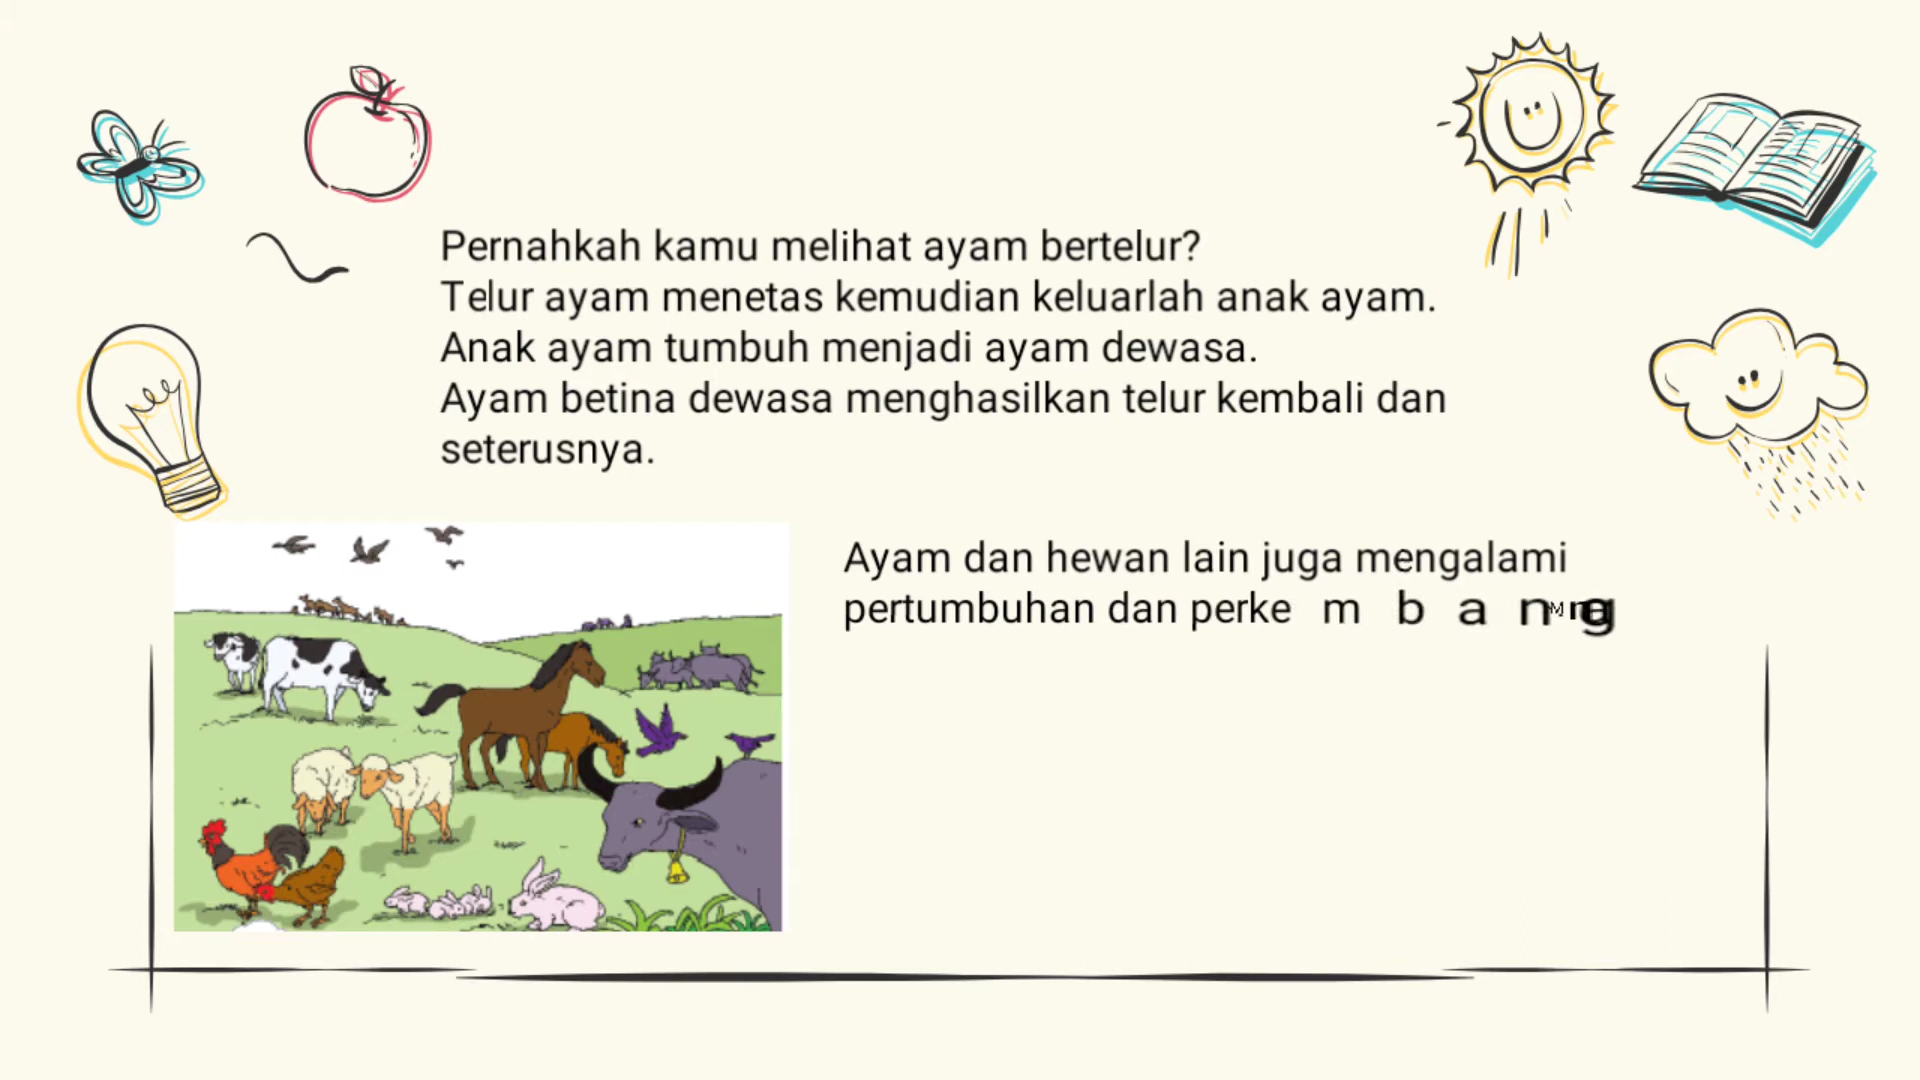 Pernahkah kamu melihat ayam bertelur?
Telur ayam menetas kemudian keluarlah anak ayam.
Anak ayam tumbuh menjadi ayam dewasa.
Ayam betina dewasa menghasilkan telur kembali dan
seterusnya.
Ayam dan hewan lain juga mengalami
pertumbuhan dan perke m b a n g